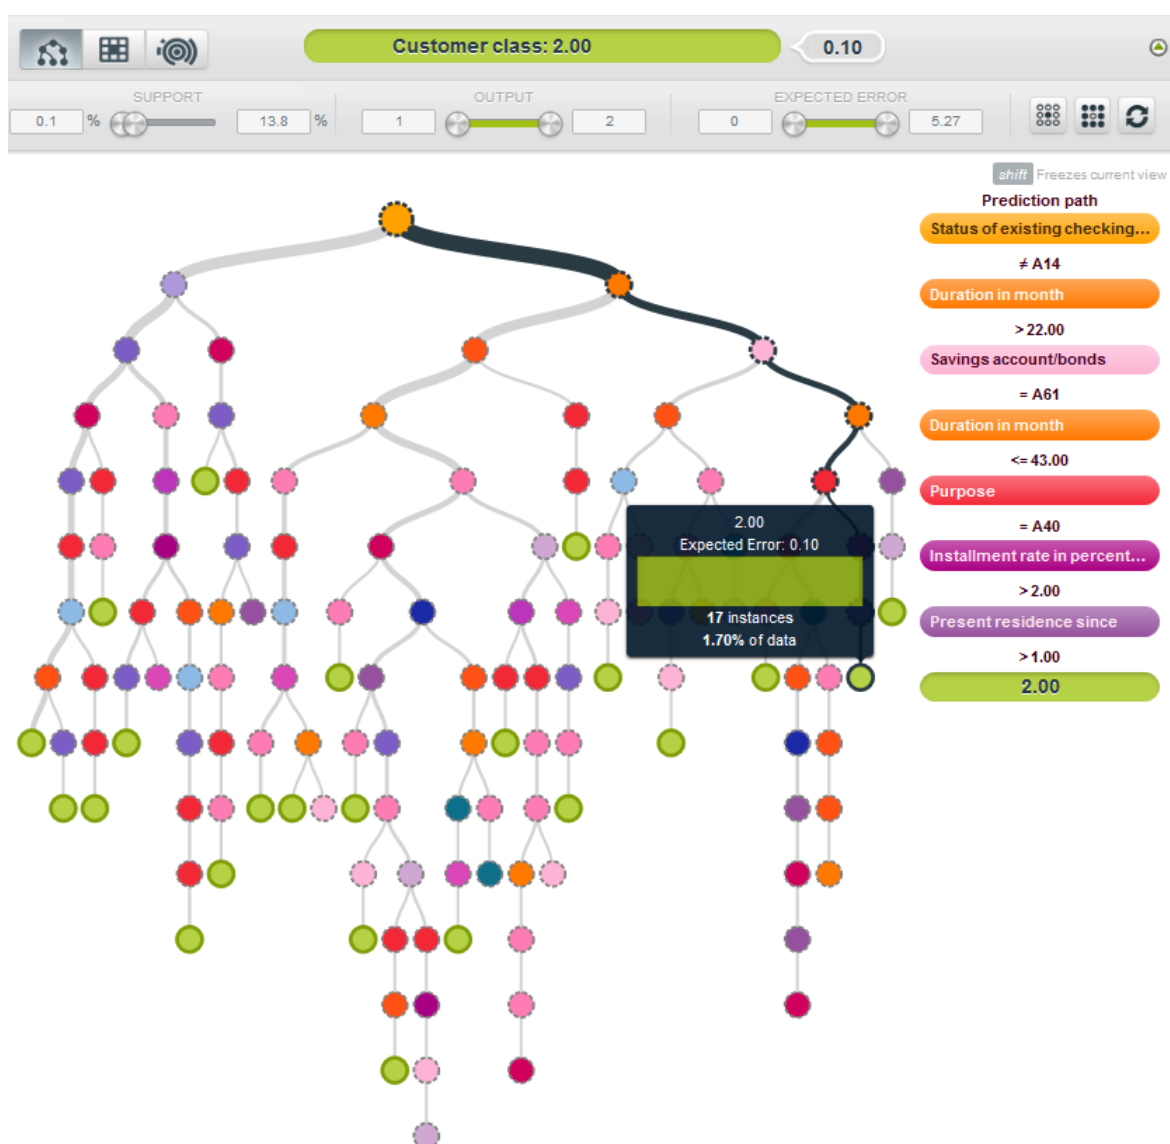 Customer class: 2.00
0.10
SUPPORT
OUTPUT
EXPECTED ERROR
0.1 % 13.8 %
1 2
0 5.27
shift Freezes current view
Prediction path
Status of existing checking...
≠ A14
Duration in month
> 22.00
Savings account/bonds
= A61
Duration in month
<= 43.00
Purpose
= A40
Installment rate in percent...
> 2.00
Present residence since
> 1.00
2.00
2.00
Expected Error: 0.10
17 instances
1.70% of data